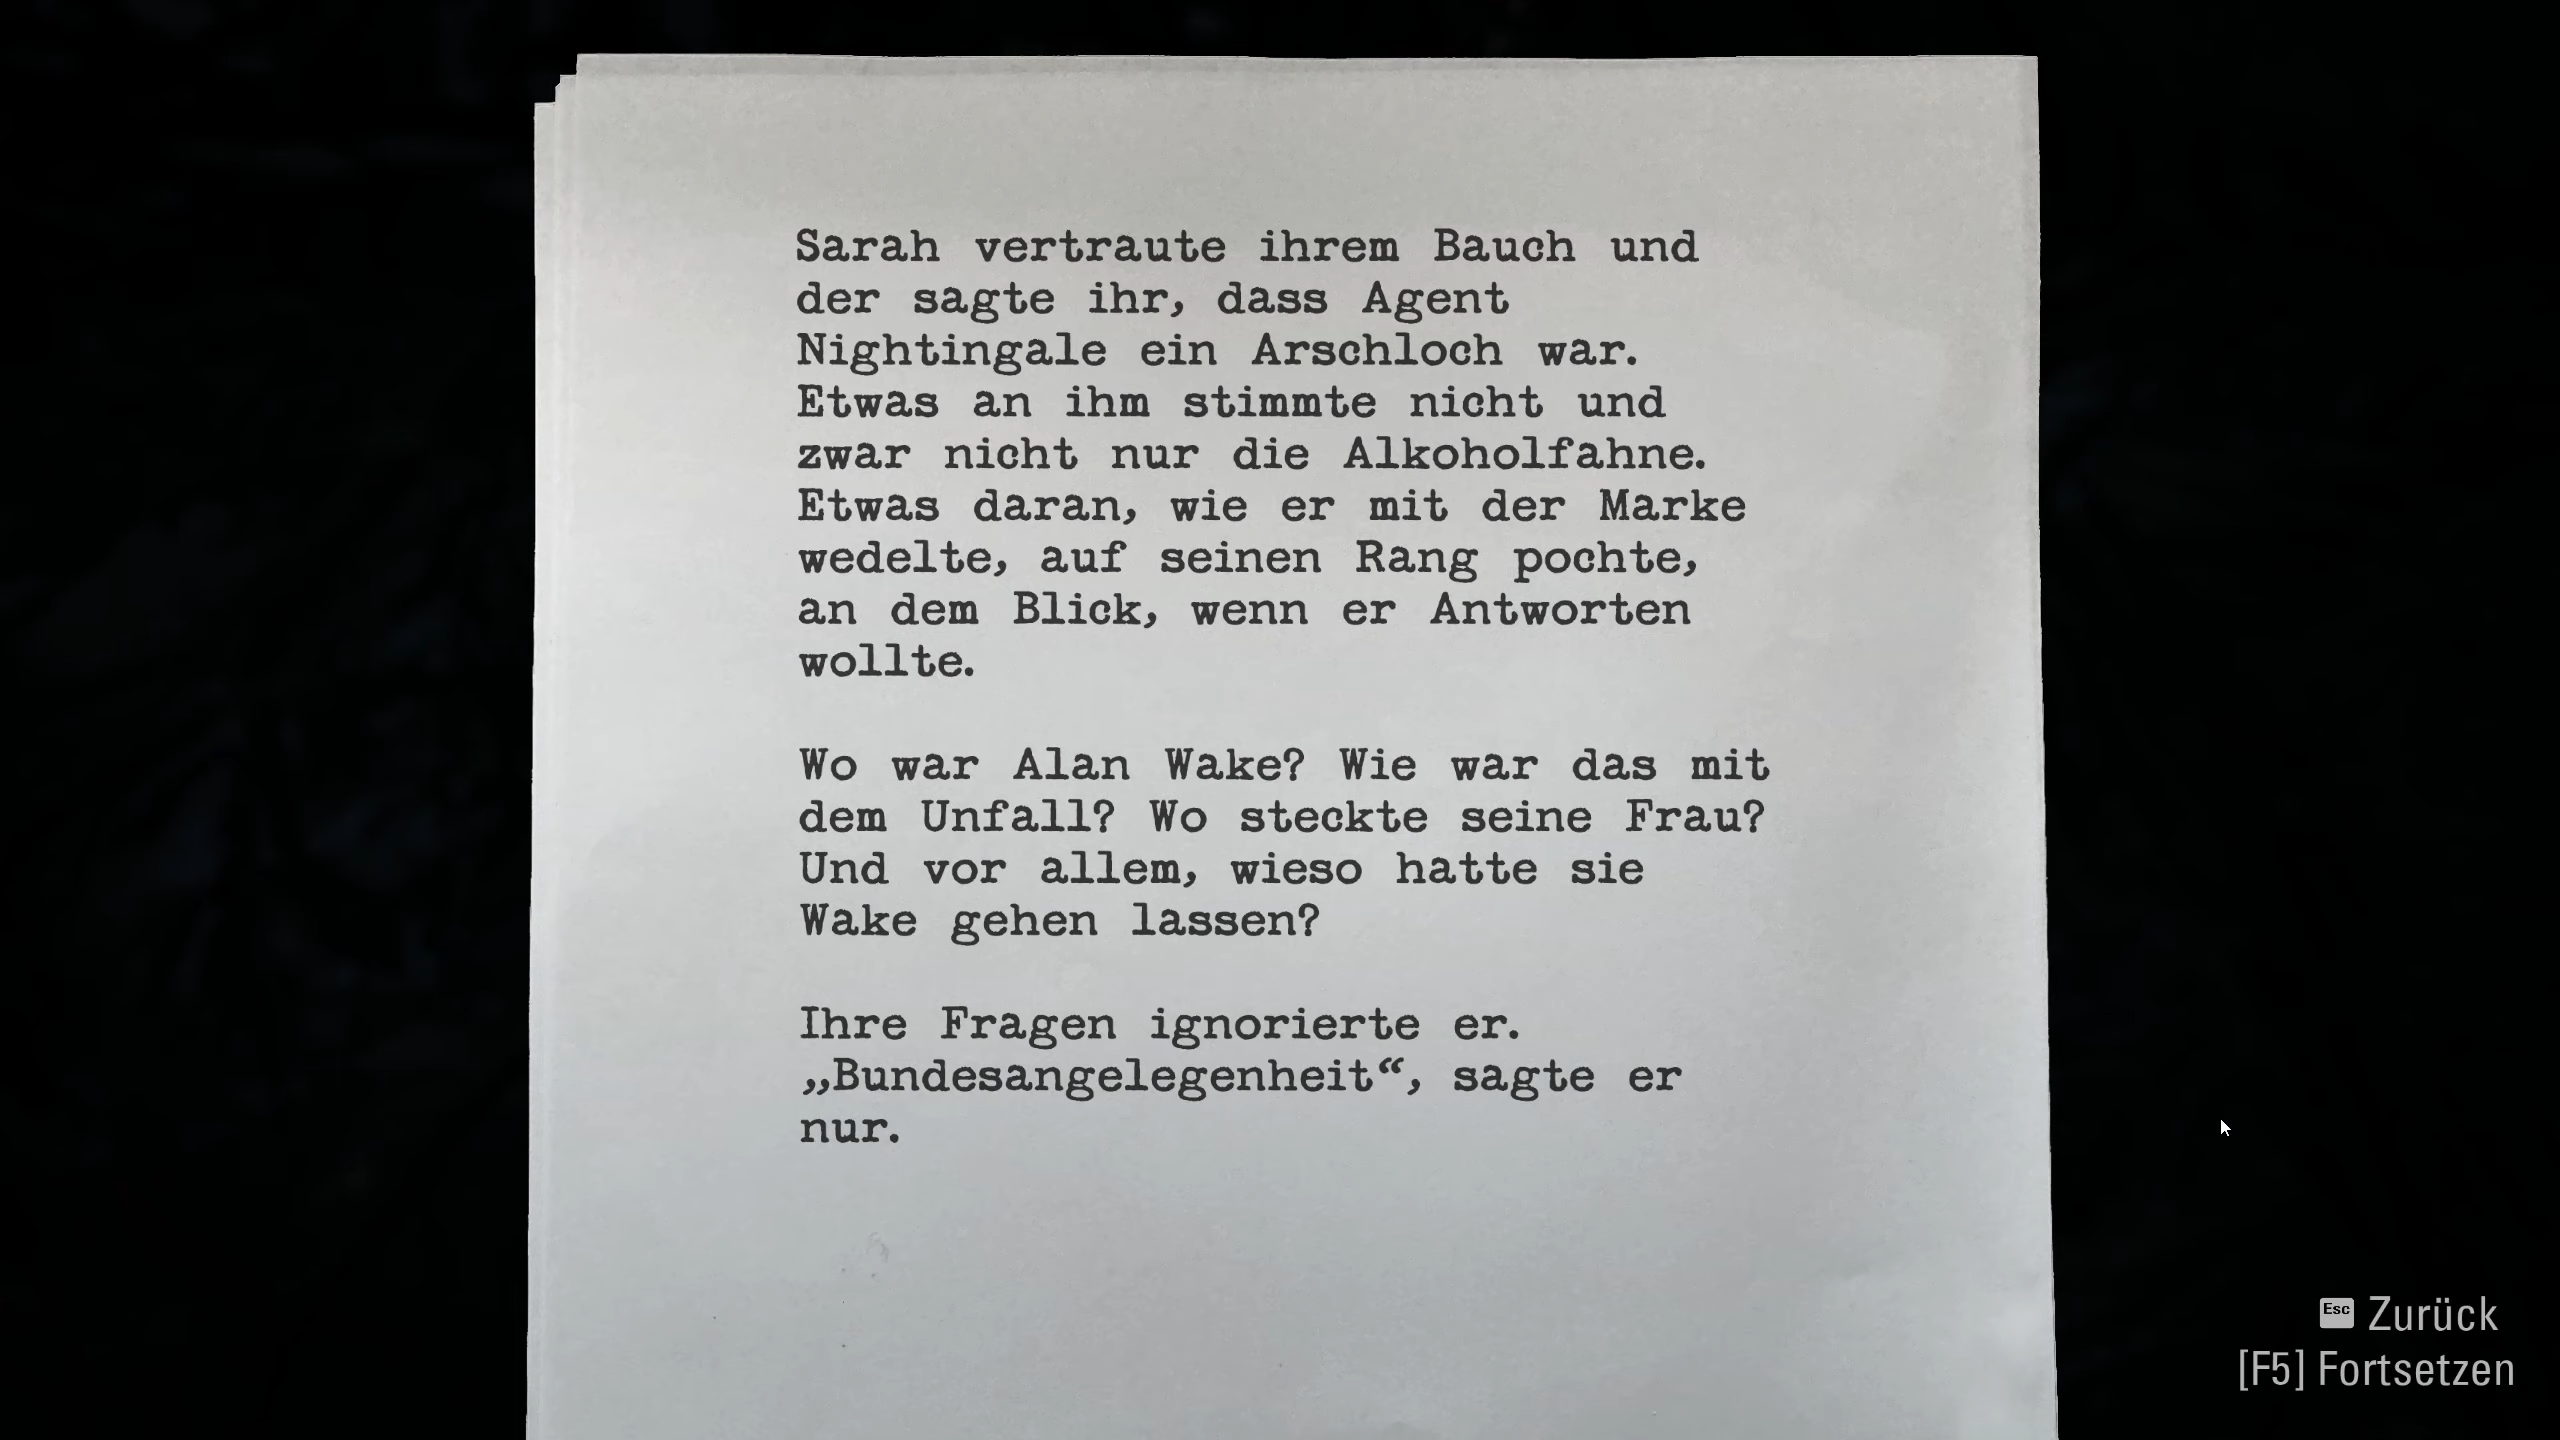 Sarah vertraute ihrem Bauch und
der sagte ihr, dass Agent
Nightingale ein Arschloch war.
Etwas an ihm stimmte nicht und
zwar nicht nur die Alkoholfahne.
Etwas daran, wie er mit der Marke
wedelte, auf seinen Rang pochte,
an dem Blick, wenn er Antworten
wollte.

Wo war Alan Wake? Wie war das mit
dem Unfall? Wo steckte seine Frau?
Und vor allem, wieso hatte sie
Wake gehen lassen?

Ihre Fragen ignorierte er.
„Bundesangelegenheit“, sagte er
nur.

Esc Zurück
[F5] Fortsetzen